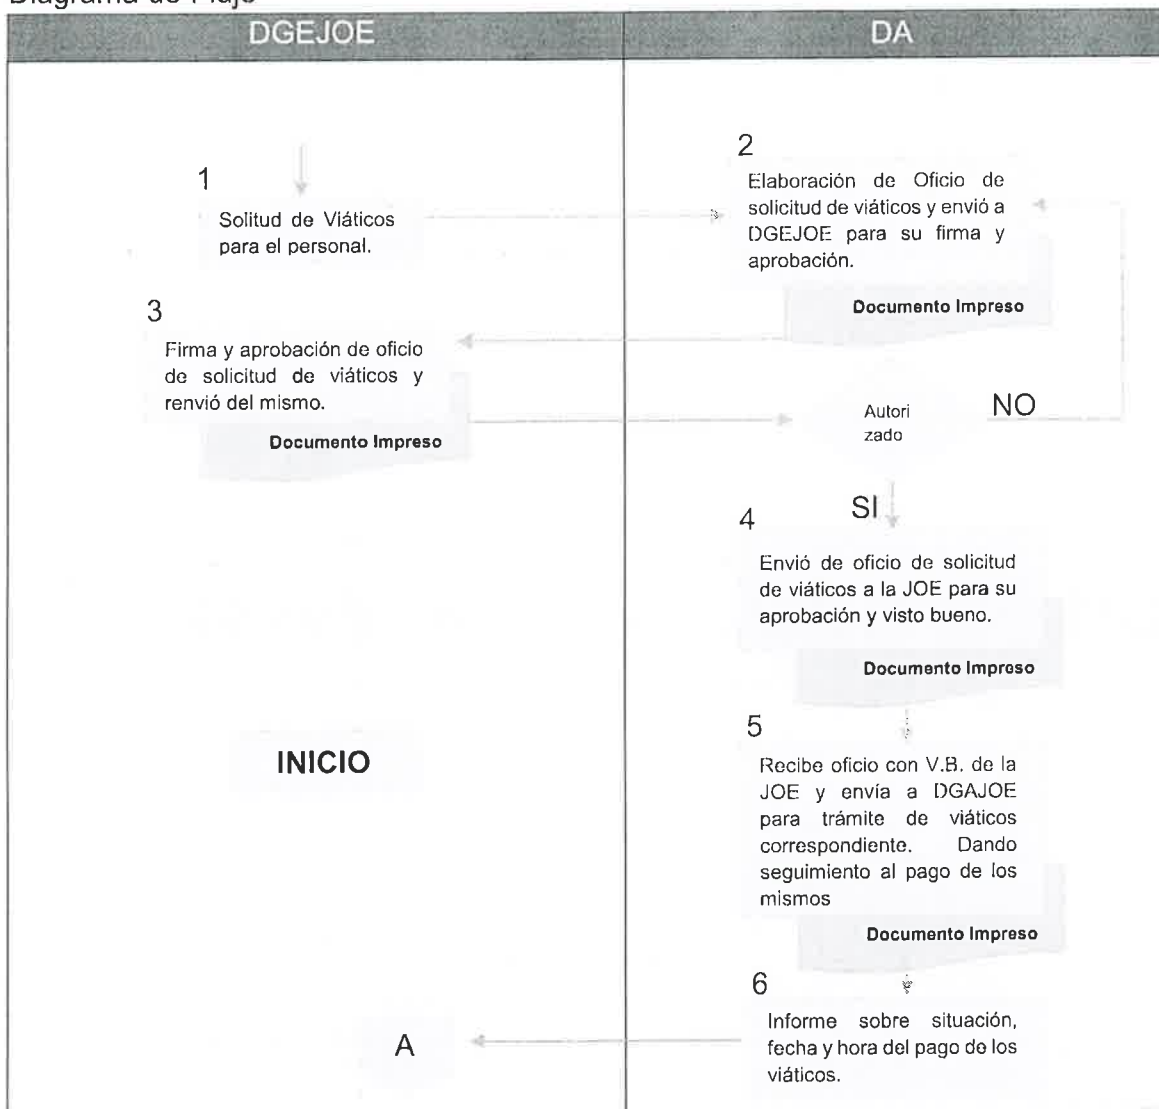 Diagrama de Flujo
DGEJOE
DA
1
Solitud de Viáticos
para el personal.
2
Elaboración de Oficio de
solicitud de viáticos y envió a
DGEJOE para su firma y
aprobación.
Documento Impreso
3
Firma y aprobación de oficio
de solicitud de viáticos y
renvió del mismo.
Documento Impreso
Autori
zado
NO
SI
4
Envió de oficio de solicitud
de viáticos a la JOE para su
aprobación y visto bueno.
Documento Impreso
INICIO
5
Recibe oficio con V.B. de la
JOE y envía a DGAJOE
para trámite de viáticos
correspondiente. Dando
seguimiento al pago de los
mismos
Documento Impreso
6
Informe sobre situación,
fecha y hora del pago de los
viáticos.
A